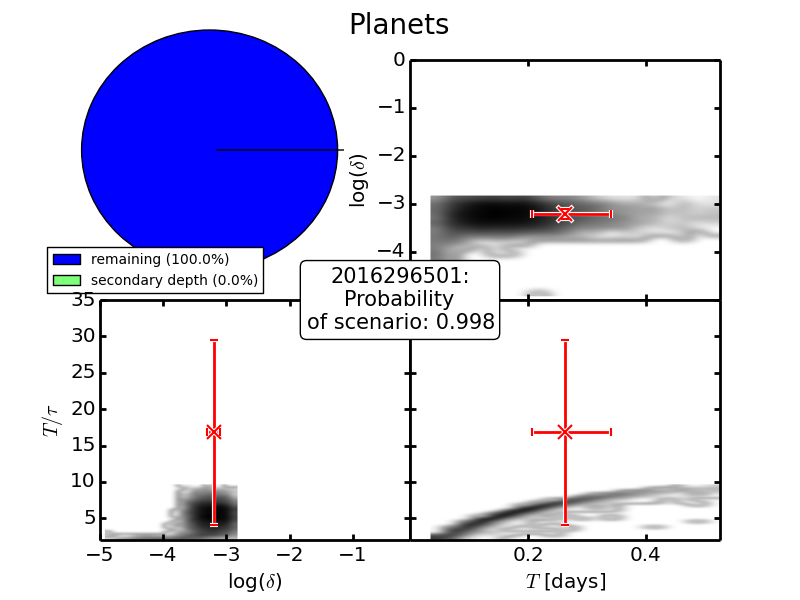 Planets
remaining (100.0%)
secondary depth (0.0%)
0
−1
−2
−3
−4
log(δ)
2016296501:
Probability
of scenario: 0.998
35
30
25
20
15
10
5
T/τ
−5 −4 −3 −2 −1
log(δ)
0.2 0.4
T [days]